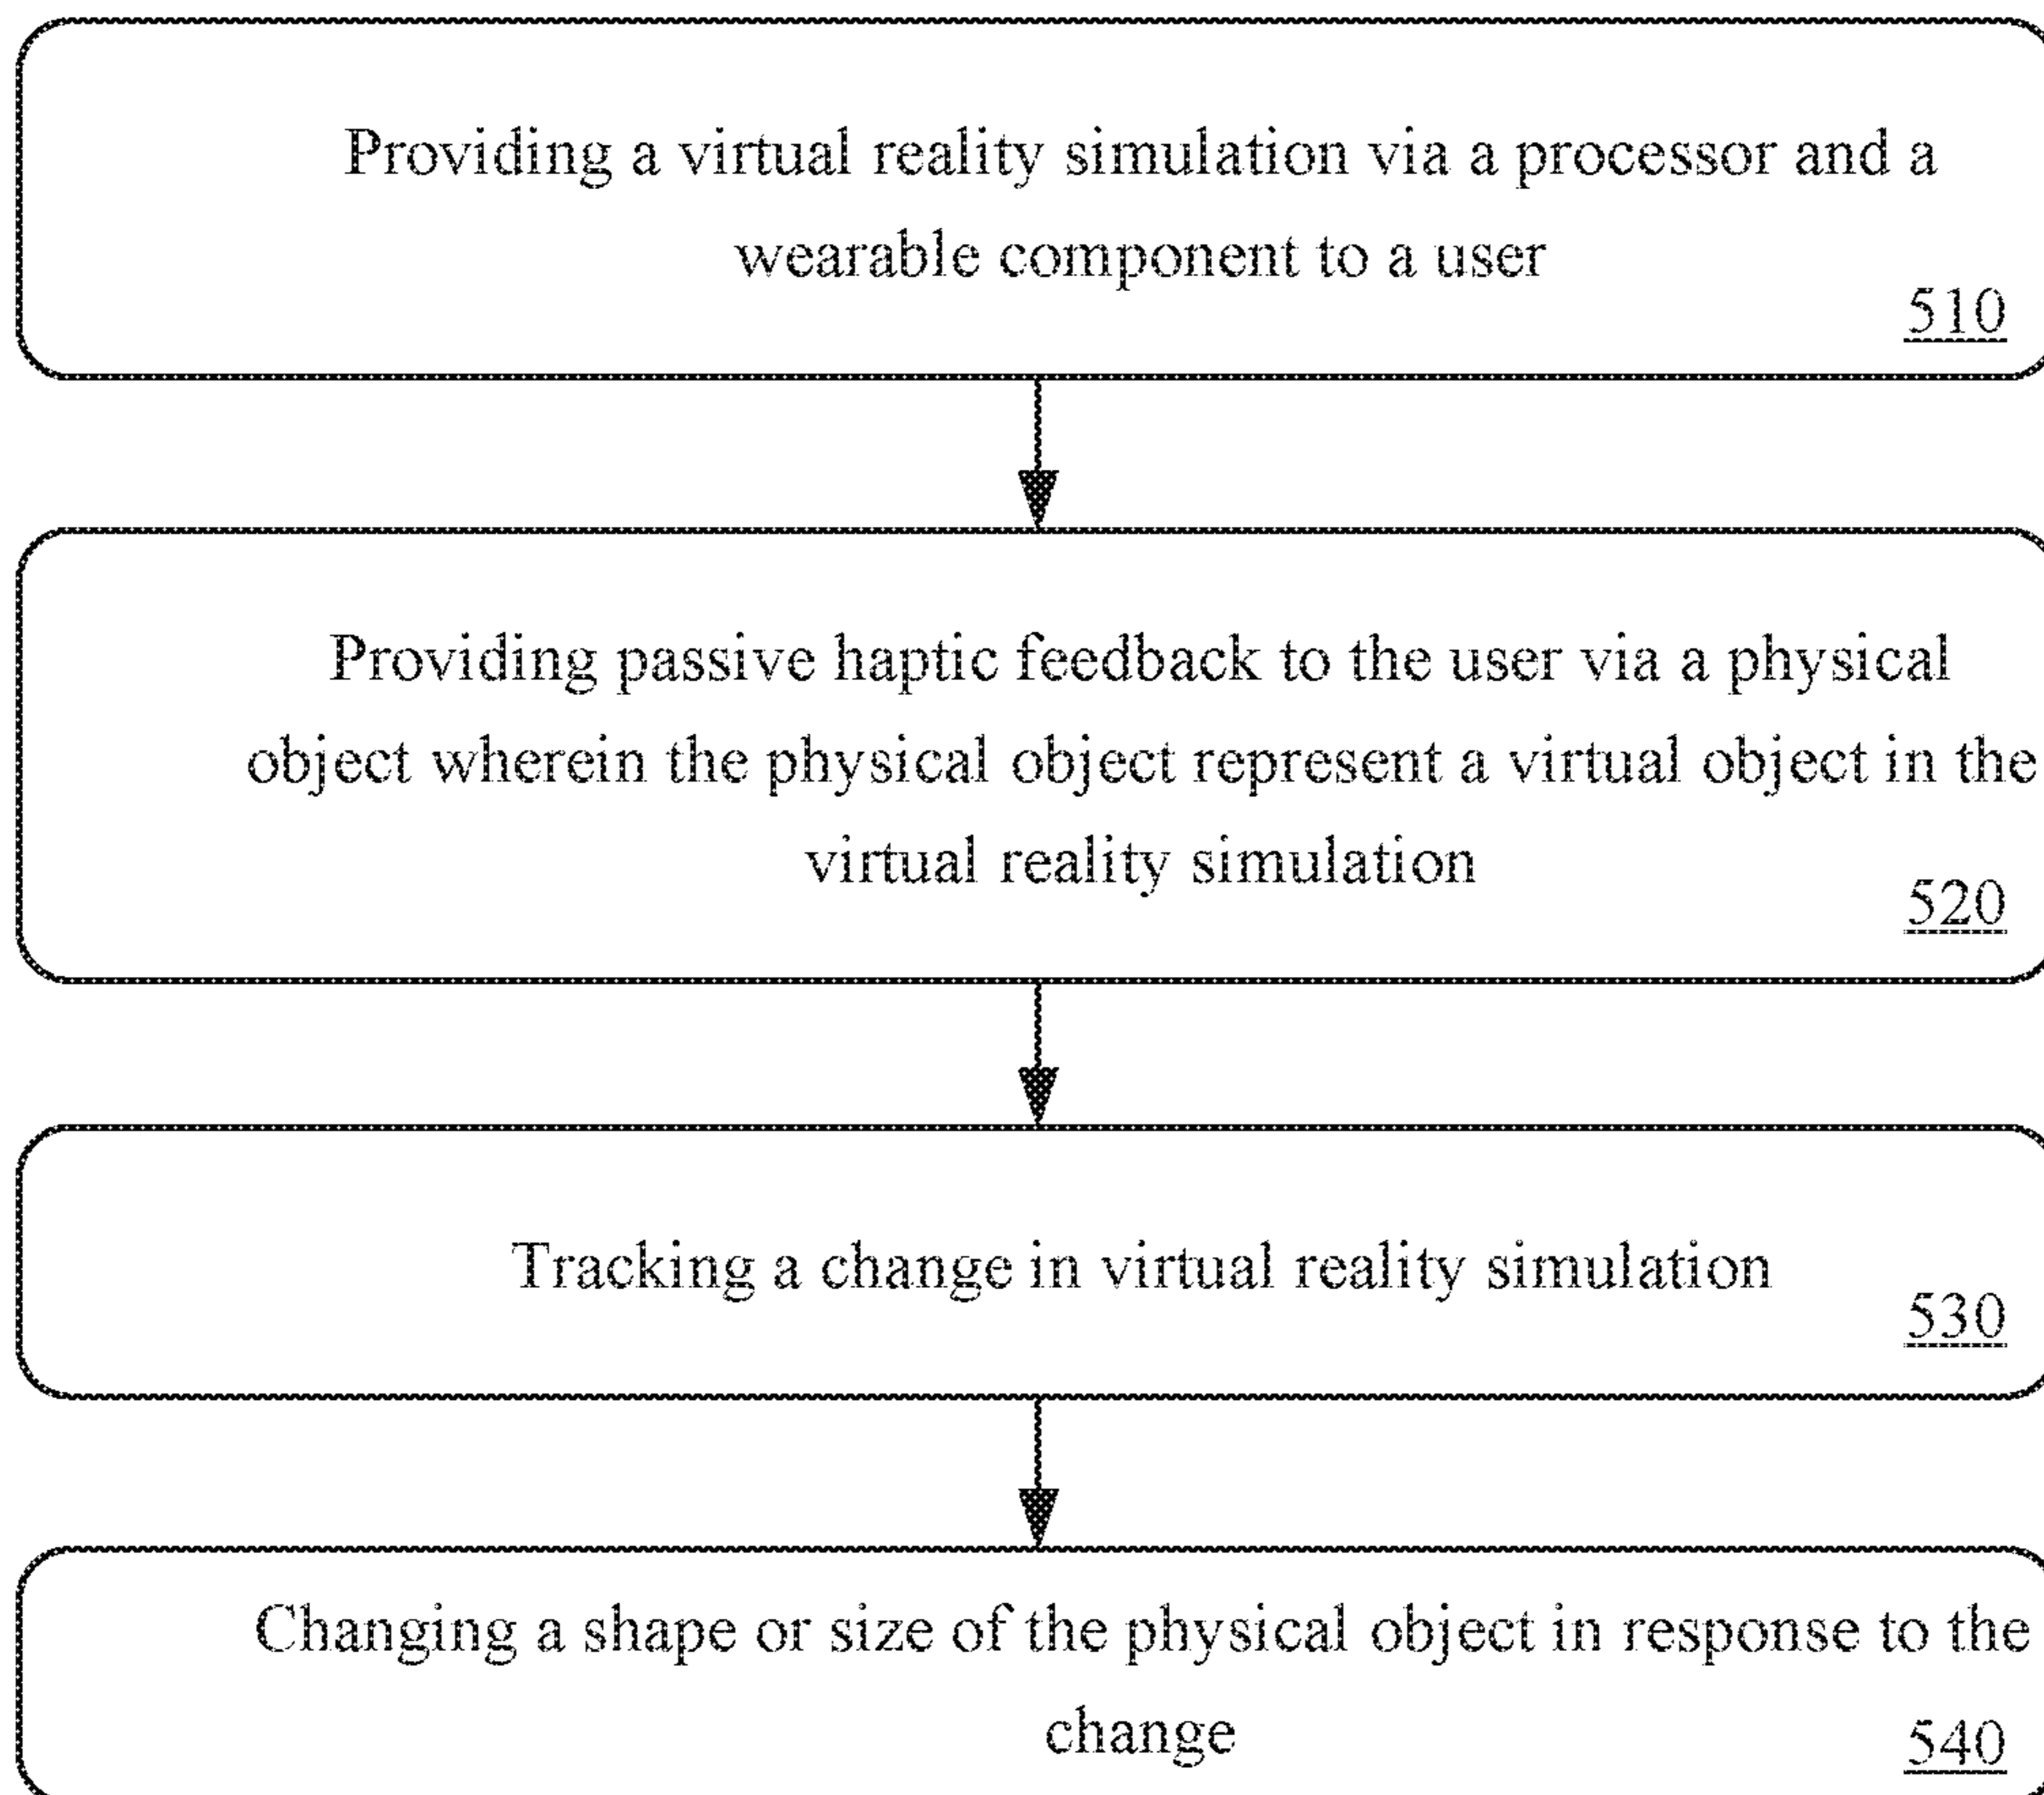 Providing a virtual reality simulation via a processor and a
wearable component to a user
510
Providing passive haptic feedback to the user via a physical
object wherein the physical object represent a virtual object in the
virtual reality simulation
520
Tracking a change in virtual reality simulation
530
Changing a shape or size of the physical object in response to the
change
540